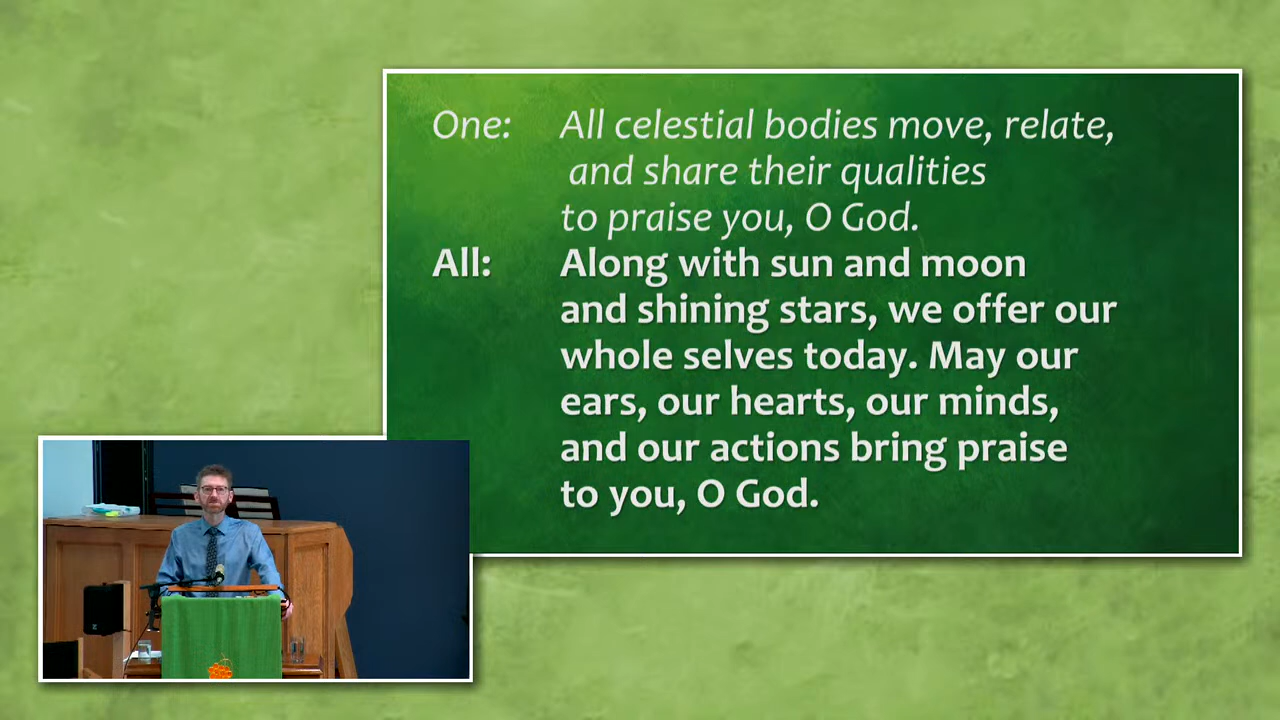 One: All celestial bodies move, relate,
and share their qualities
to praise you, O God.
All: Along with sun and moon
and shining stars, we offer our
whole selves today. May our
ears, our hearts, our minds,
and our actions bring praise
to you, O God.